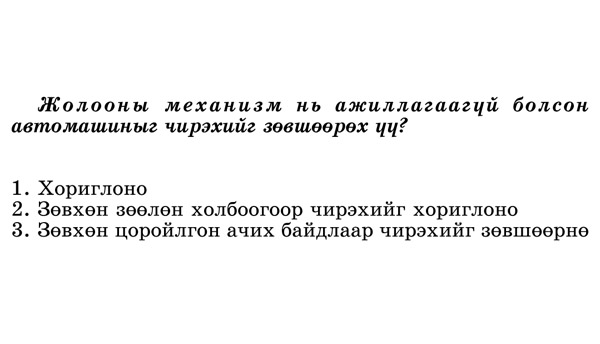 Жолооны механизм нь ажиллагаагүй болсон
автомашиныг чирэхийг зөвшөөрөх үү?
1. Хориглоно
2. Зөвхөн зөөлөн холбоогоор чирэхийг хориглоно
3. Зөвхөн цоройлгон ачих байдлаар чирэхийг зөвшөөрнө